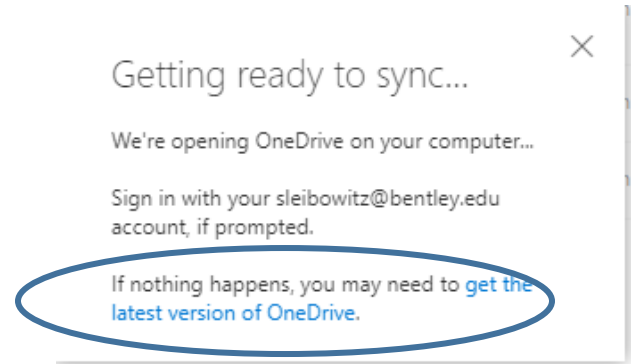 Getting ready to sync...
We're opening OneDrive on your computer...
Sign in with your sleibowitz@bentley.edu
account, if prompted.
If nothing happens, you may need to get the
latest version of OneDrive.